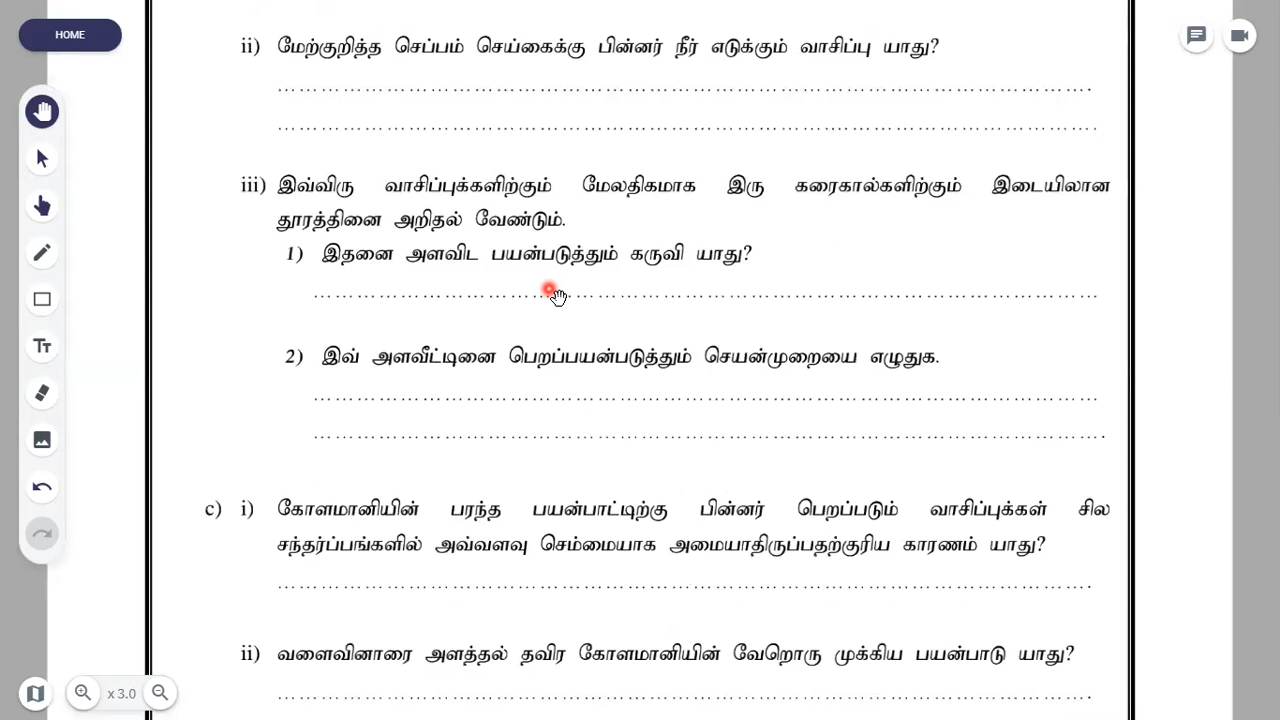 HOME
ii) மேற்குறித்த செப்பம் செய்கைக்கு பின்னர் நீர் எடுக்கும் வாசிப்பு யாது?
iii) இவ்விரு வாசிப்புக்களிற்கும் மேலதிகமாக இரு கரைகால்களிற்கும் இடையிலான
தூரத்தினை அறிதல் வேண்டும்.
1) இதனை அளவிட பயன்படுத்தும் கருவி யாது?
2) இவ் அளவீட்டினை பெறப்பயன்படுத்தும் செயன்முறையை எழுதுக.
c) i) கோளமானியின் பரந்த பயன்பாட்டிற்கு பின்னர் பெறப்படும் வாசிப்புக்கள் சில
சந்தர்ப்பங்களில் அவ்வளவு செம்மையாக அமையாதிருப்பதற்குரிய காரணம் யாது?
ii) வளைவினாரை அளத்தல் தவிர கோளமானியின் வேறொரு முக்கிய பயன்பாடு யாது?
Tт
x 3.0